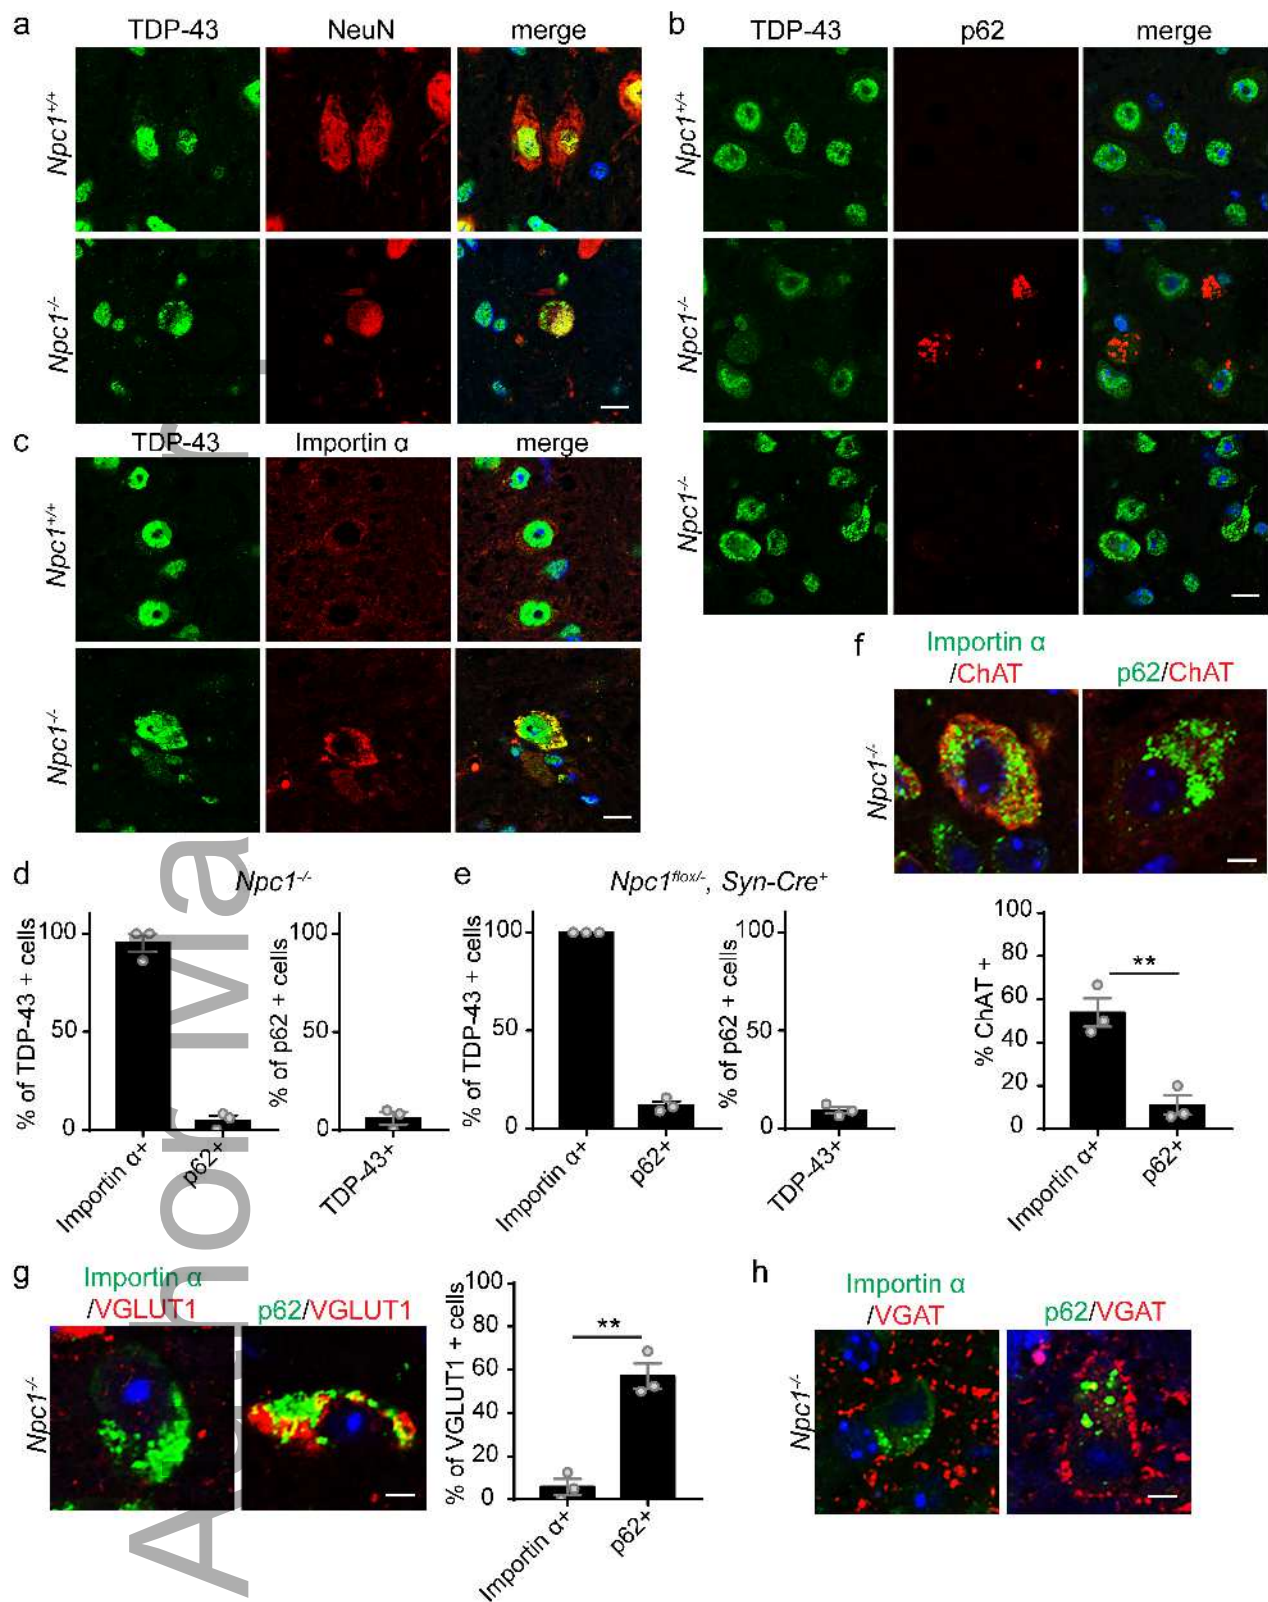 a
TDP-43 NeuN merge
Npc1+/+
Npc1-/-
b
TDP-43 p62 merge
Npc1+/+
Npc1-/-
Npc1-/-
c
TDP-43 Importin α merge
Npc1+/+
Npc1-/-
f
Importin α
/ChAT
p62/ChAT
Npc1-/-
% ChAT +
100
80
60
40
20
0
**
Importin α+
p62+
d
Npc1-/-
% of TDP-43 + cells
100
50
0
Importin α+
p62+
% of p62 + cells
100
50
0
TDP-43+
e
Npc1flox/-, Syn-Cre+
% of TDP-43 + cells
100
50
0
Importin α+
p62+
% of p62 + cells
100
50
0
TDP-43+
g
Importin α
/VGLUT1
p62/VGLUT1
Npc1-/-
% of VGLUT1 + cells
100
80
60
40
20
0
**
Importin α+
p62+
h
Importin α
/VGAT
p62/VGAT
Npc1-/-